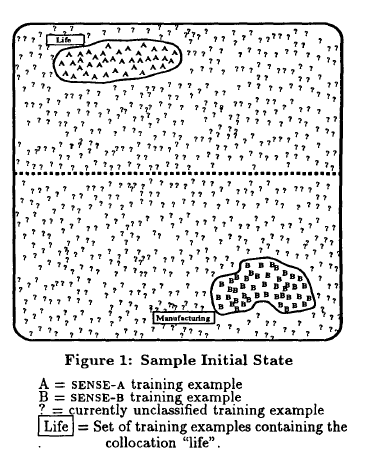 Life
Manufacturing
Figure 1: Sample Initial State
A = SENSE-A training example
B = SENSE-B training example
? = currently unclassified training example
Life = Set of training examples containing the
collocation "life".